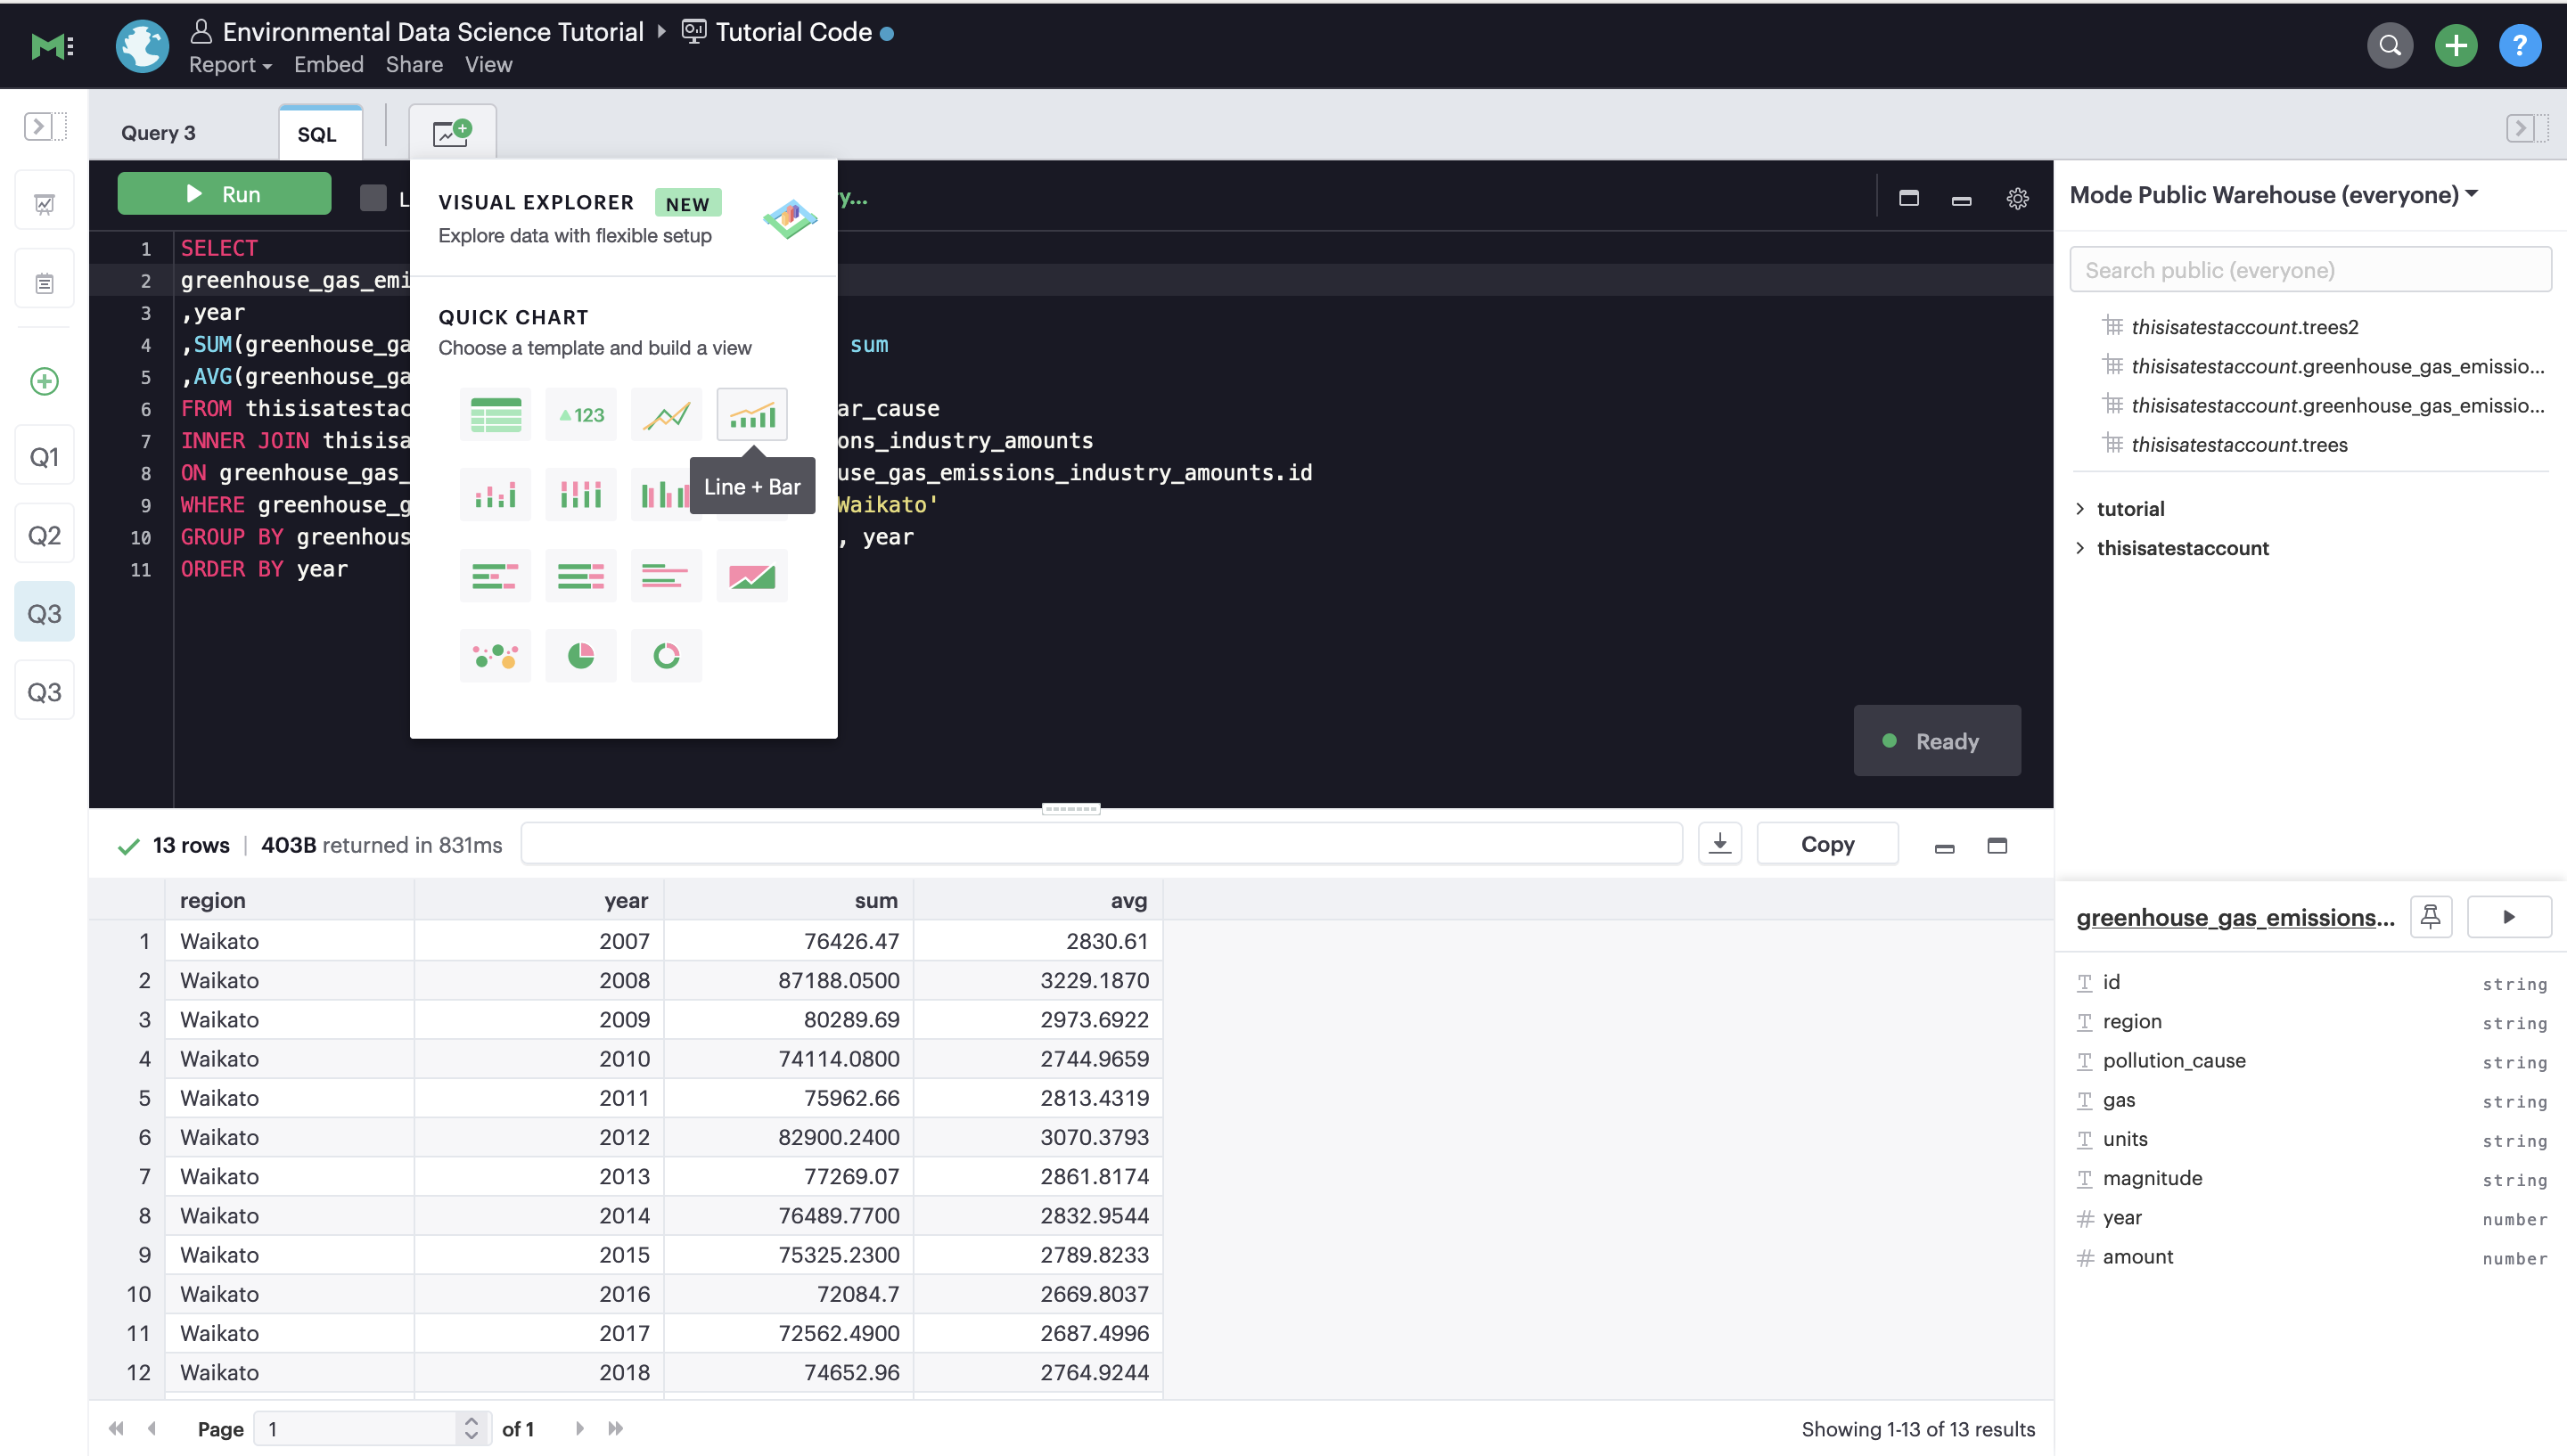 Environmental Data Science Tutorial Tutorial Code
Report Embed Share View
?
Query 3 SQL
Run L y...
VISUAL EXPLORER NEW
Explore data with flexible setup
QUICK CHART
Choose a template and build a view
123
Line + Bar
1 SELECT
2 greenhouse_gas_emi
3 ,year
4 ,SUM(greenhouse_ga sum
5 ,AVG(greenhouse_ga
6 FROM thisisatestac ar_cause
7 INNER JOIN thisisa ons_industry_amounts
8 ON greenhouse_gas_ use_gas_emissions_industry_amounts.id
9 WHERE greenhouse_g Waikato'
10 GROUP BY greenhous , year
11 ORDER BY year
Ready
Q1
Q2
Q3
Q3
Mode Public Warehouse (everyone)
Search public (everyone)
thisisatestaccount.trees2
thisisatestaccount.greenhouse_gas_emissio...
thisisatestaccount.greenhouse_gas_emissio...
thisisatestaccount.trees
tutorial
thisisatestaccount
13 rows | 403B returned in 831ms Copy
region year sum avg
1 Waikato 2007 76426.47 2830.61
2 Waikato 2008 87188.0500 3229.1870
3 Waikato 2009 80289.69 2973.6922
4 Waikato 2010 74114.0800 2744.9659
5 Waikato 2011 75962.66 2813.4319
6 Waikato 2012 82900.2400 3070.3793
7 Waikato 2013 77269.07 2861.8174
8 Waikato 2014 76489.7700 2832.9544
9 Waikato 2015 75325.2300 2789.8233
10 Waikato 2016 72084.7 2669.8037
11 Waikato 2017 72562.4900 2687.4996
12 Waikato 2018 74652.96 2764.9244
Page 1 of 1 Showing 1-13 of 13 results
greenhouse_gas_emissions...
id string
region string
pollution_cause string
gas string
units string
magnitude string
year number
amount number